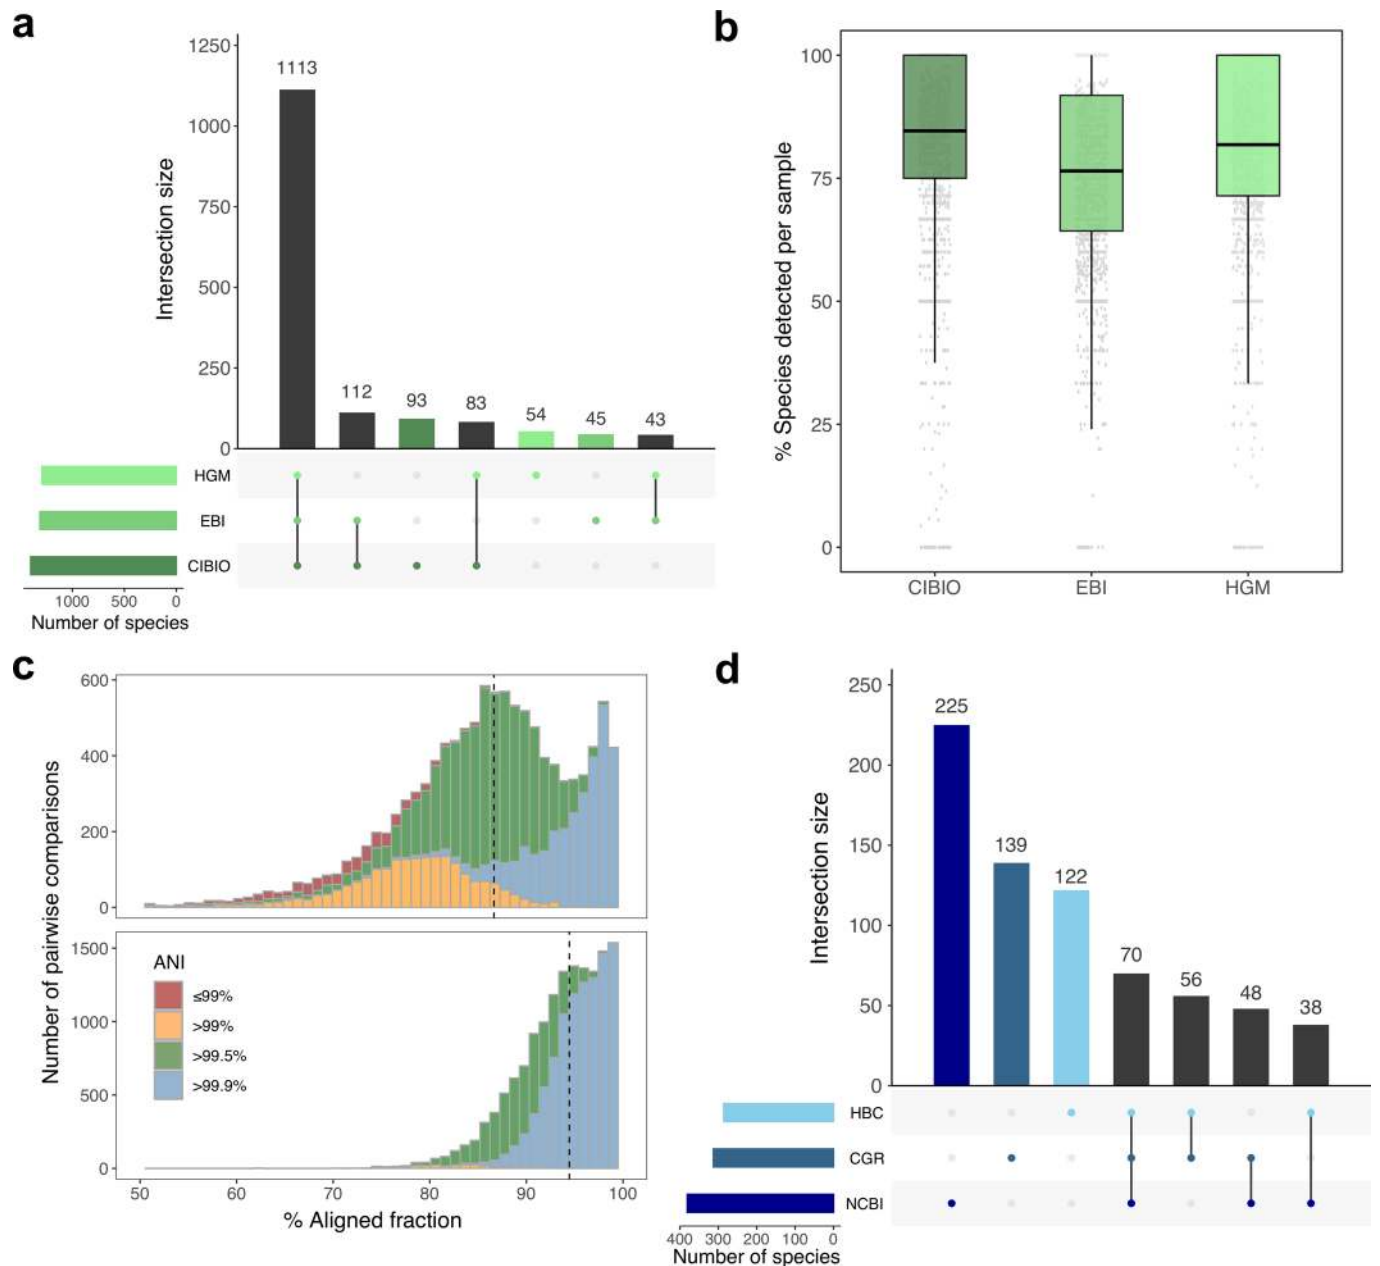 a
Intersection size
1250
1000
750
500
250
0
1113
112
93
83
54
45
43
HGM
EBI
CIBIO
1000 500 0
Number of species
b
% Species detected per sample
100
75
50
25
0
CIBIO EBI HGM
c
Number of pairwise comparisons
600
400
200
0
1500
1000
500
0
ANI
≤99%
>99%
>99.5%
>99.9%
50 60 70 80 90 100
% Aligned fraction
d
Intersection size
250
200
150
100
50
0
225
139
122
70
56
48
38
HBC
CGR
NCBI
400 300 200 100 0
Number of species